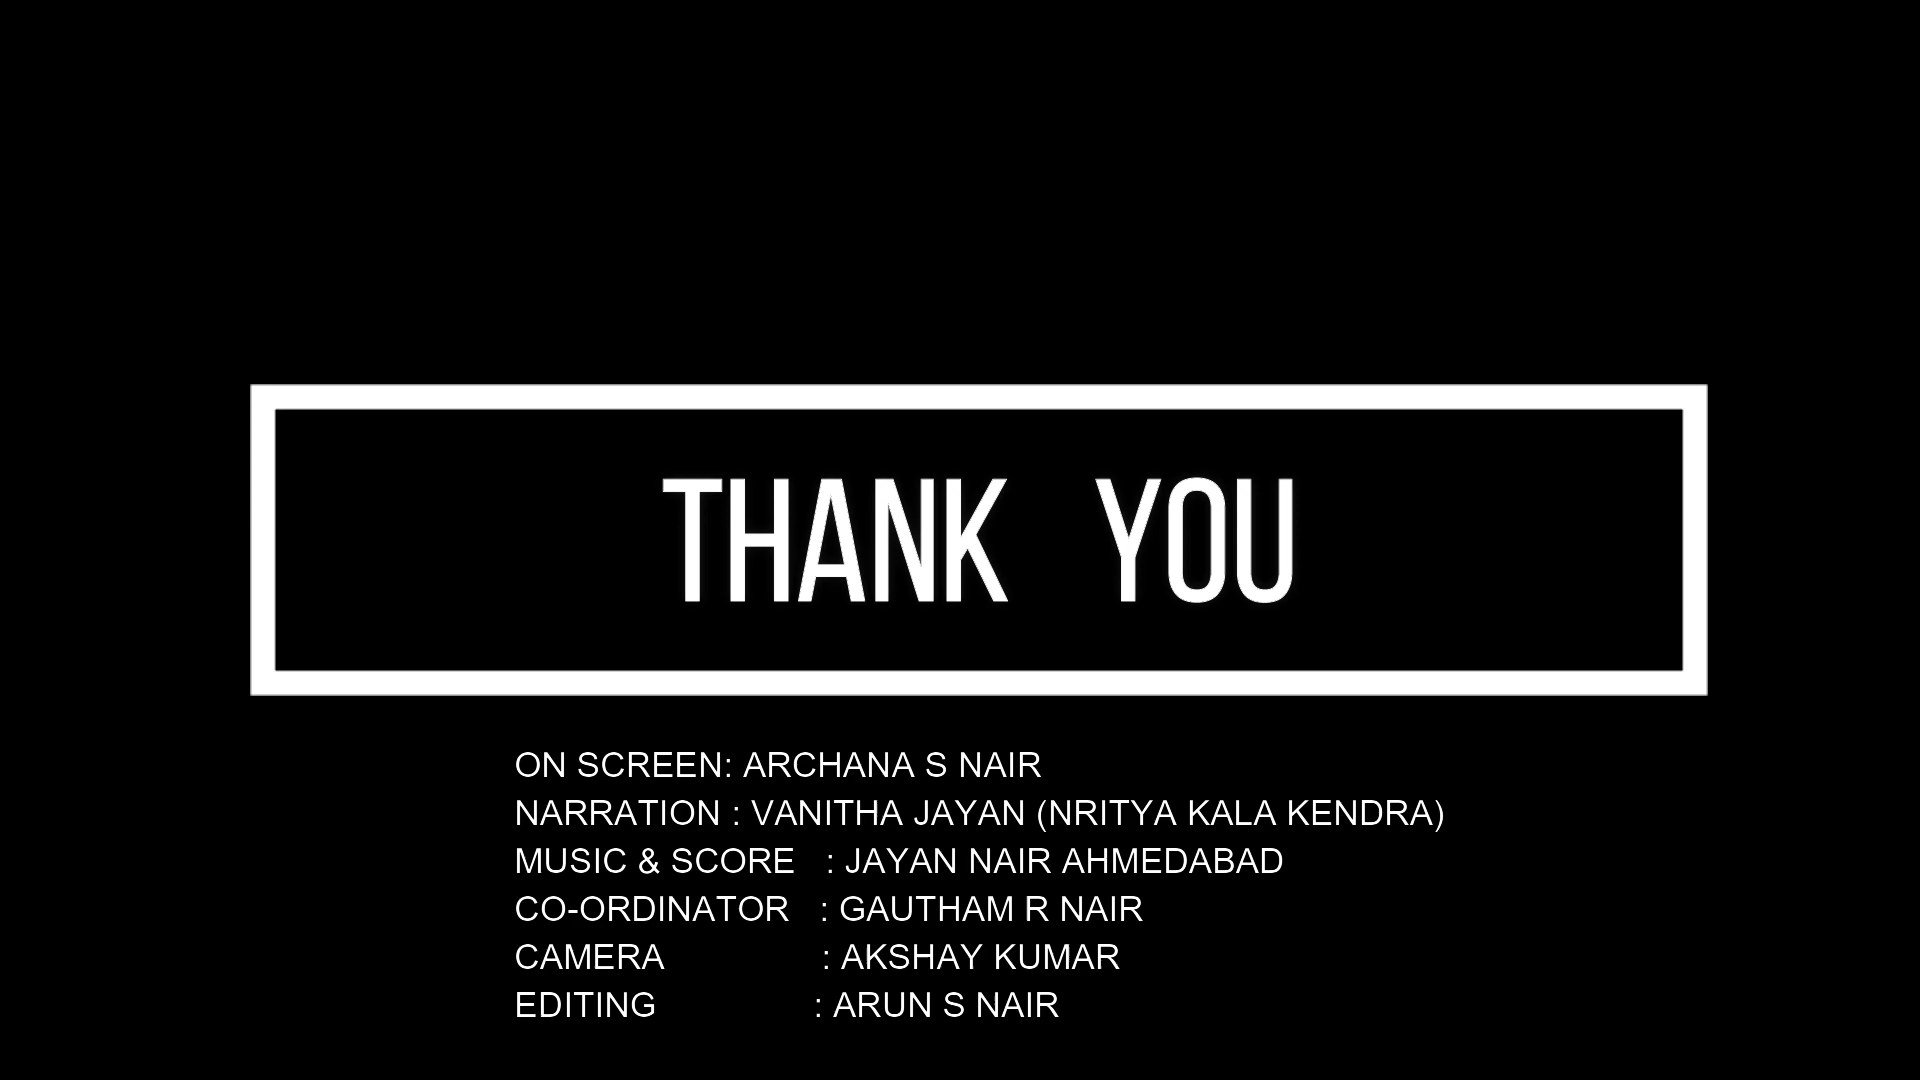 THANK YOU
ON SCREEN: ARCHANA S NAIR
NARRATION : VANITHA JAYAN (NRITYA KALA KENDRA)
MUSIC & SCORE : JAYAN NAIR AHMEDABAD
CO-ORDINATOR : GAUTHAM R NAIR
CAMERA : AKSHAY KUMAR
EDITING : ARUN S NAIR